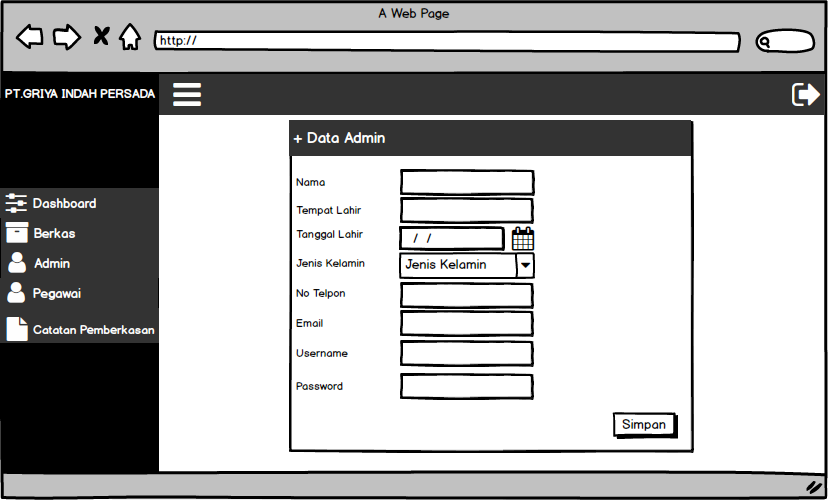 A Web Page
http://
PT.GRIYA INDAH PERSADA
Dashboard
Berkas
Admin
Pegawai
Catatan Pemberkasan
+ Data Admin
Nama
Tempat Lahir
Tanggal Lahir
/ /
Jenis Kelamin
Jenis Kelamin
No Telpon
Email
Username
Password
Simpan